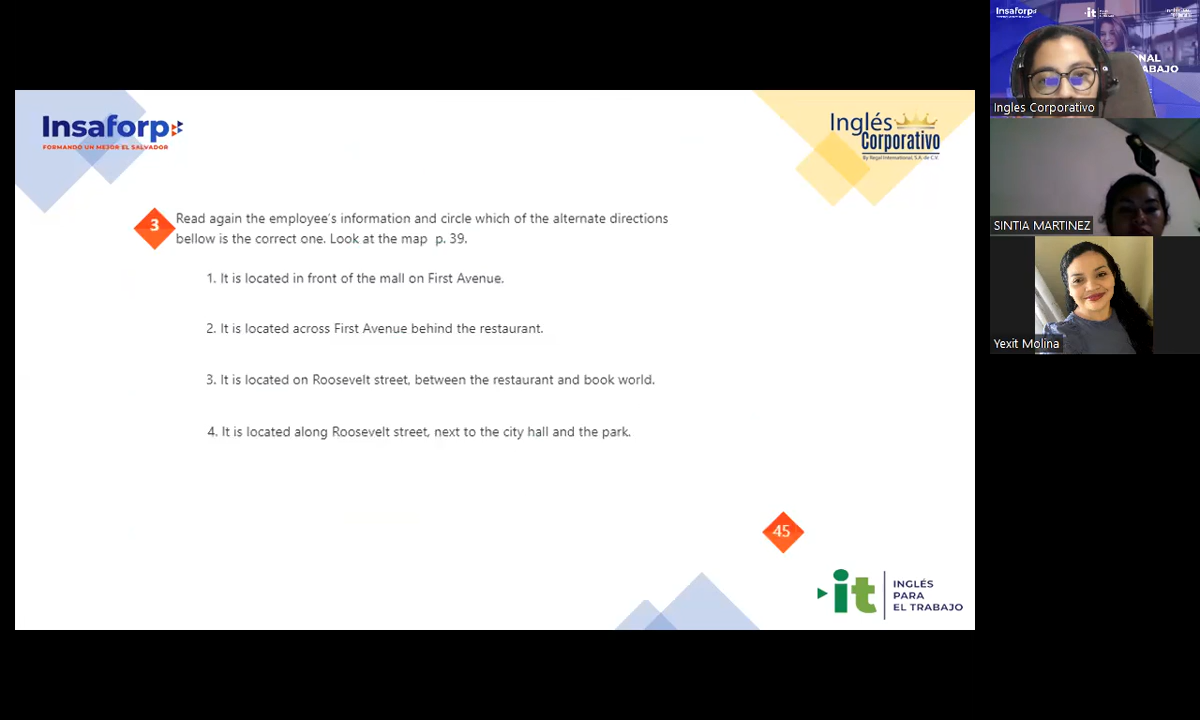 Insaforp
FORMANDO UN MEJOR EL SALVADOR
Inglés
Corporativo
By Regal International, S.A. de C.V.
3
Read again the employee's information and circle which of the alternate directions
bellow is the correct one. Look at the map p. 39.
1. It is located in front of the mall on First Avenue.
2. It is located across First Avenue behind the restaurant.
3. It is located on Roosevelt street, between the restaurant and book world.
4. It is located along Roosevelt street, next to the city hall and the park.
45
it
INGLÉS
PARA
EL TRABAJO
Insaforp
it
NAL
ABAJO
Ingles Corporativo
SINTIA MARTINEZ
Yexit Molina